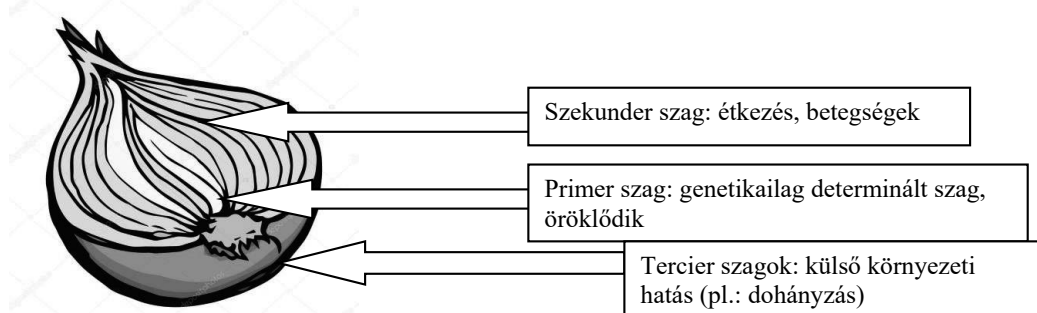 Szekunder szag: étkezés, betegségek
Primer szag: genetikailag determinált szag,
öröklődik
Tercier szagok: külső környezeti
hatás (pl.: dohányzás)